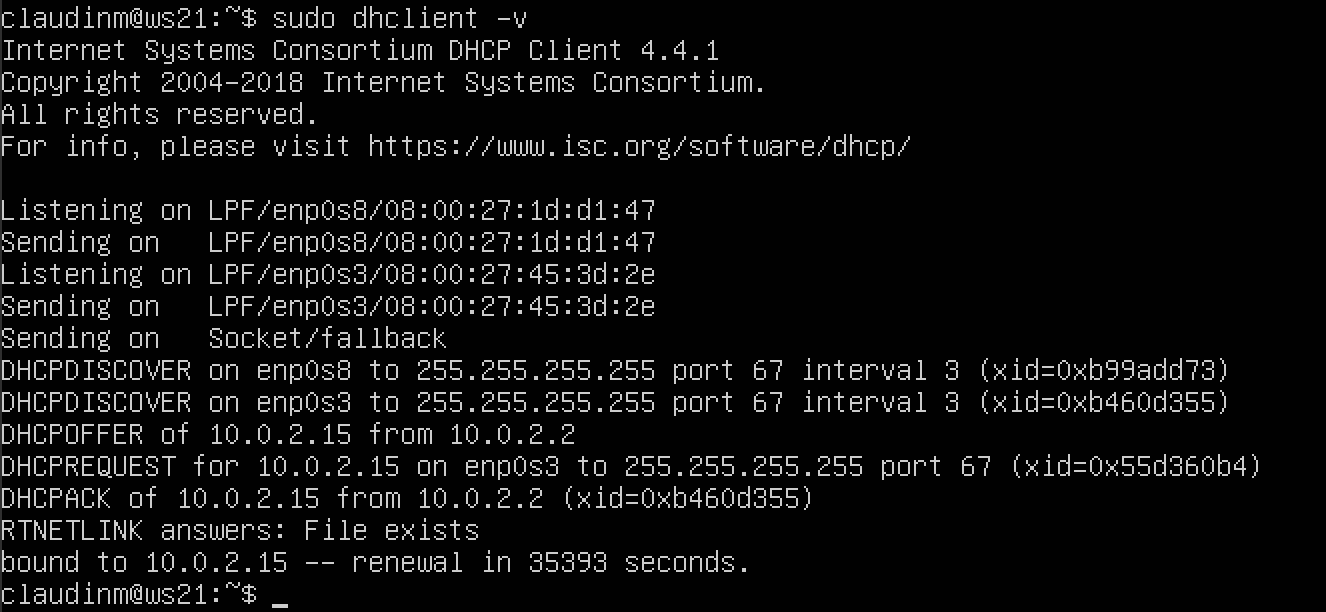 claudinm@ws21:~$ sudo dhclient -v
Internet Systems Consortium DHCP Client 4.4.1
Copyright 2004-2018 Internet Systems Consortium.
All rights reserved.
For info, please visit https://www.isc.org/software/dhcp/

Listening on LPF/enp0s8/08:00:27:1d:d1:47
Sending on   LPF/enp0s8/08:00:27:1d:d1:47
Listening on LPF/enp0s3/08:00:27:45:3d:2e
Sending on   LPF/enp0s3/08:00:27:45:3d:2e
Sending on   Socket/fallback
DHCPDISCOVER on enp0s8 to 255.255.255.255 port 67 interval 3 (xid=0xb99add73)
DHCPDISCOVER on enp0s3 to 255.255.255.255 port 67 interval 3 (xid=0xb460d355)
DHCPOFFER of 10.0.2.15 from 10.0.2.2
DHCPREQUEST for 10.0.2.15 on enp0s3 to 255.255.255.255 port 67 (xid=0x55d360b4)
DHCPACK of 10.0.2.15 from 10.0.2.2 (xid=0xb460d355)
RTNETLINK answers: File exists
bound to 10.0.2.15 -- renewal in 35393 seconds.
claudinm@ws21:~$ _